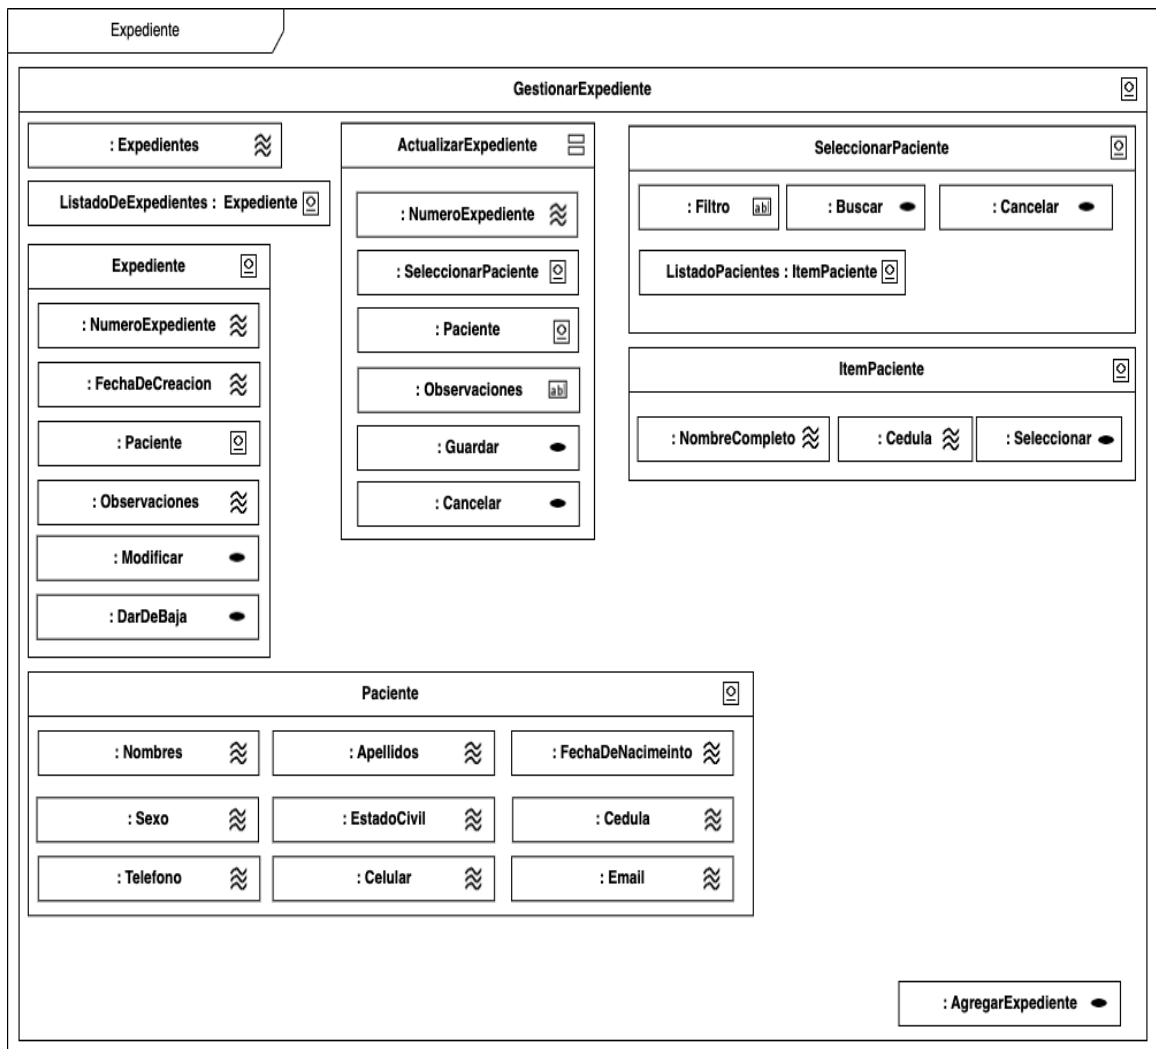 Expediente
GestionarExpediente
: Expedientes
ListadoDeExpedientes : Expediente
Expediente
: NumeroExpediente
: FechaDeCreacion
: Paciente
: Observaciones
: Modificar
: DarDeBaja
ActualizarExpediente
: NumeroExpediente
: SeleccionarPaciente
: Paciente
: Observaciones
ab
: Guardar
: Cancelar
SeleccionarPaciente
: Filtro
ab
: Buscar
: Cancelar
ListadoPacientes : ItemPaciente
ItemPaciente
: NombreCompleto
: Cedula
: Seleccionar
Paciente
: Nombres
: Apellidos
: FechaDeNacimeinto
: Sexo
: EstadoCivil
: Cedula
: Telefono
: Celular
: Email
: AgregarExpediente